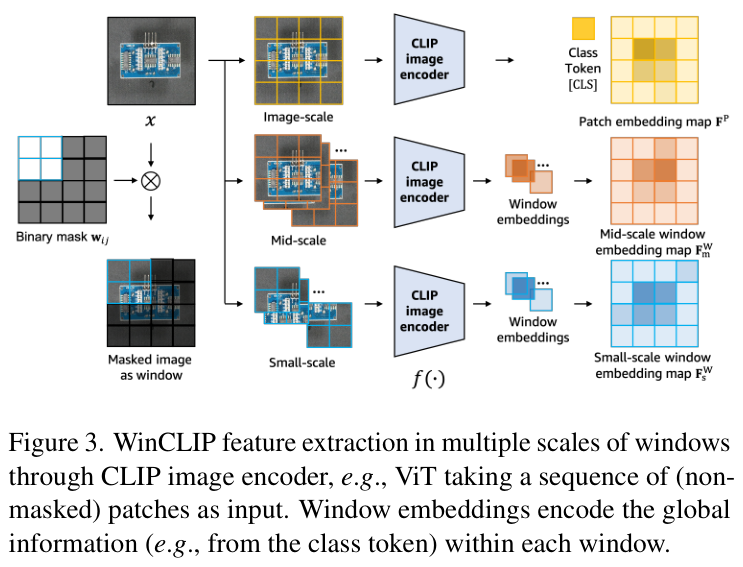 x
Binary mask w_ij
Masked image
as window
Image-scale
Mid-scale
...
Small-scale
...
CLIP
image
encoder
CLIP
image
encoder
CLIP
image
encoder
f(·)
...
Window
embeddings
...
Window
embeddings
Class
Token
[CLS]
Patch embedding map F^P
Mid-scale window
embedding map F_m^W
Small-scale window
embedding map F_s^W
Figure 3. WinCLIP feature extraction in multiple scales of windows
through CLIP image encoder, e.g., ViT taking a sequence of (non-
masked) patches as input. Window embeddings encode the global
information (e.g., from the class token) within each window.